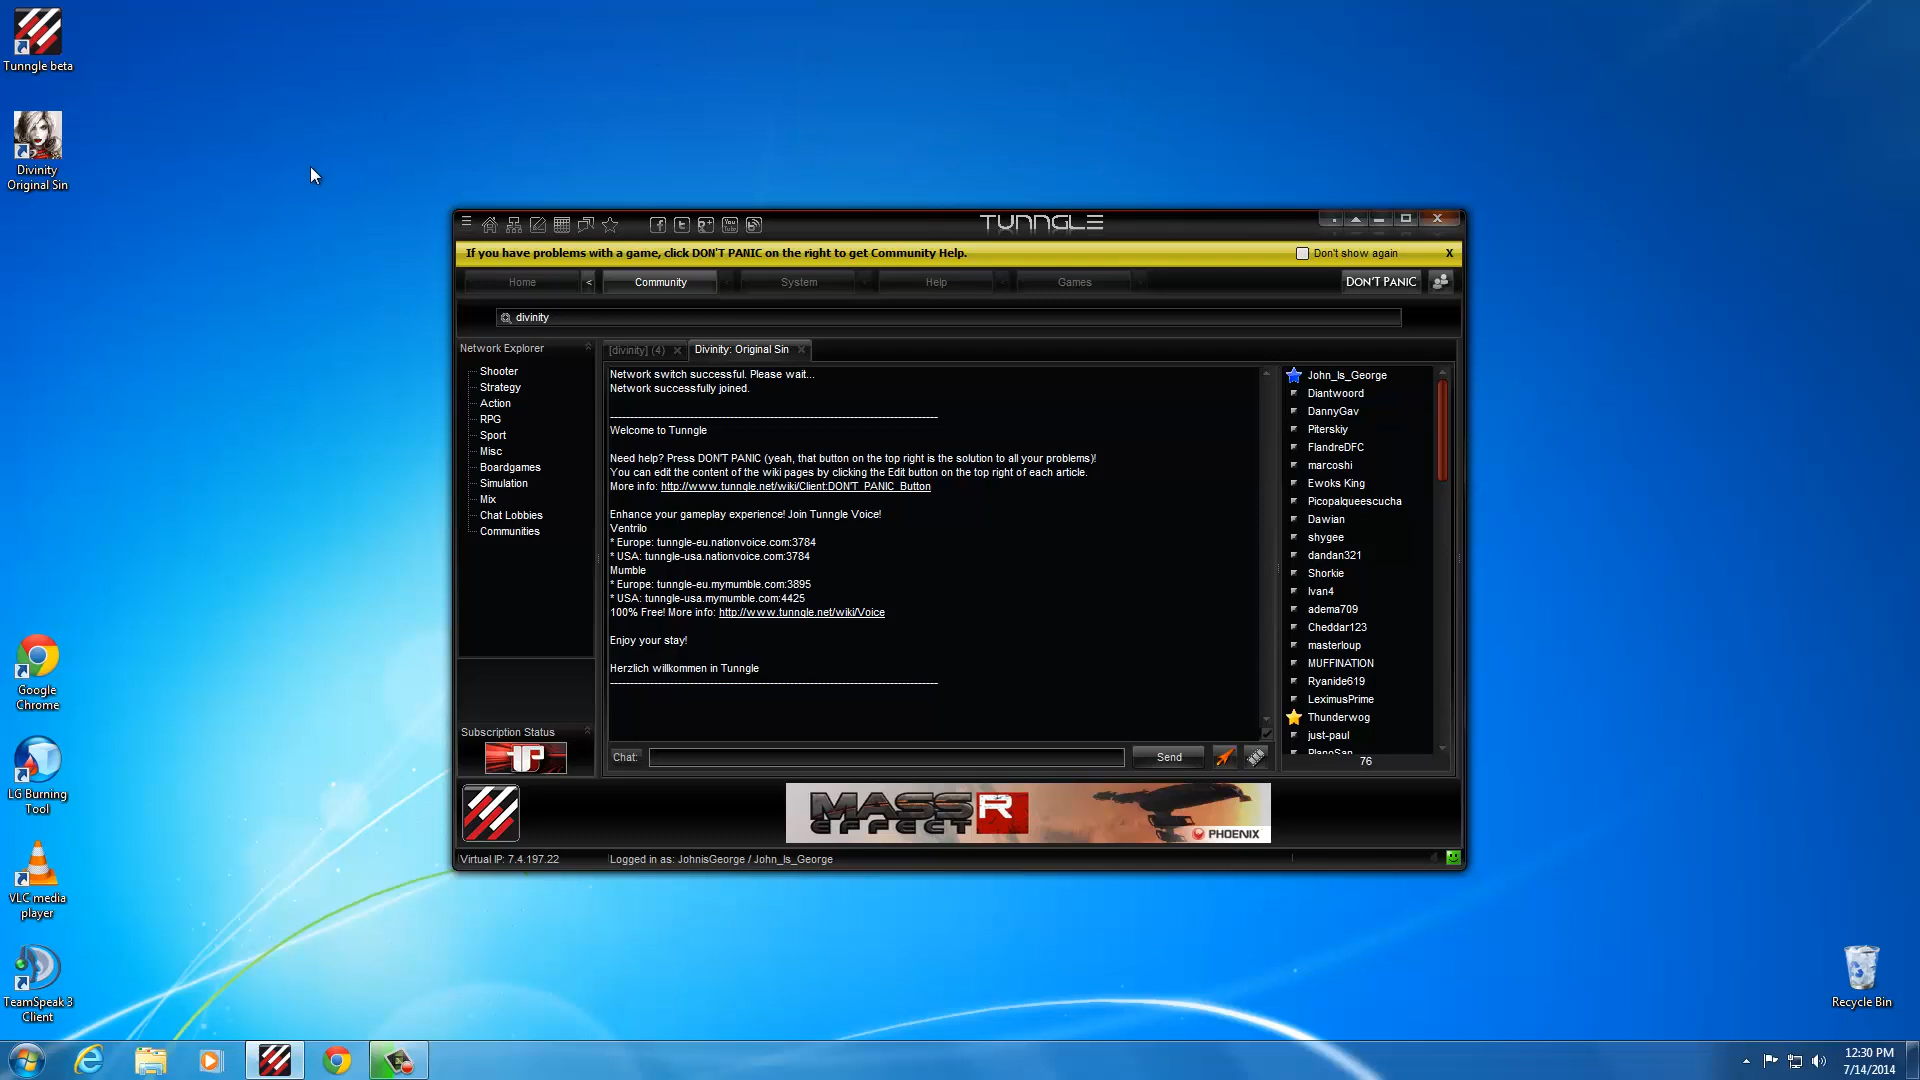 Tunngle beta
Divinity
Original Sin
Google
Chrome
LG Burning
Tool
VLC media
player
TeamSpeak 3
Client
Recycle Bin
TUNNGLE
If you have problems with a game, click DON'T PANIC on the right to get Community Help.
Don't show again
X
Home
<
Community
System
Help
Games
DON'T PANIC
divinity
Network Explorer
Shooter
Strategy
Action
RPG
Sport
Misc
Boardgames
Simulation
Mix
Chat Lobbies
Communities
Subscription Status
[divinity] (4)
Divinity: Original Sin
Network switch successful. Please wait...
Network successfully joined.
Welcome to Tunngle
Need help? Press DON'T PANIC (yeah, that button on the top right is the solution to all your problems)!
You can edit the content of the wiki pages by clicking the Edit button on the top right of each article.
More info: http://www.tunngle.net/wiki/Client:DON'T_PANIC_Button
Enhance your gameplay experience! Join Tunngle Voice!
Ventrilo
* Europe: tunngle-eu.nationvoice.com:3784
* USA: tunngle-usa.nationvoice.com:3784
Mumble
* Europe: tunngle-eu.mymumble.com:3895
* USA: tunngle-usa.mymumble.com:4425
100% Free! More info: http://www.tunngle.net/wiki/Voice
Enjoy your stay!
Herzlich willkommen in Tunngle
Chat:
Send
John_Is_George
Diantwoord
DannyGav
Piterskiy
FlandreDFC
marcoshi
Ewoks King
Picopalqueescucha
Dawian
shygee
dandan321
Shorkie
Ivan4
adema709
Cheddar123
masterloup
MUFFINATION
Ryanide619
LeximusPrime
Thunderwog
just-paul
76
MASS
EFFECT
R
PHOENIX
Virtual IP: 7.4.197.22
Logged in as: JohnisGeorge / John_Is_George
12:30 PM
7/14/2014